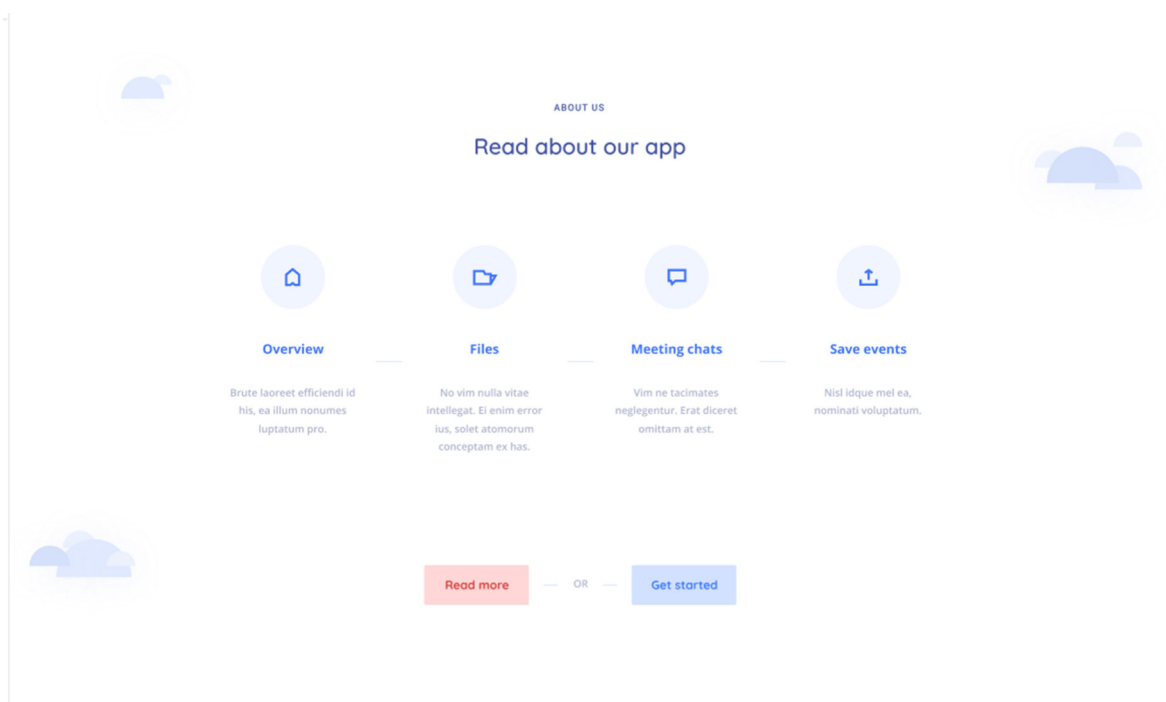 ABOUT US
Read about our app
Overview
Files
Meeting chats
Save events
Brute laoreet efficiendi id
his, ea illum nonumes
luptatum pro.
No vim nulla vitae
intellegat. Ei enim error
ius, solet atomorum
conceptam ex has.
Vim ne tacimates
neglegentur. Erat diceret
omittam at est.
Nisl idque mel ea,
nominati voluptatum.
Read more
OR
Get started